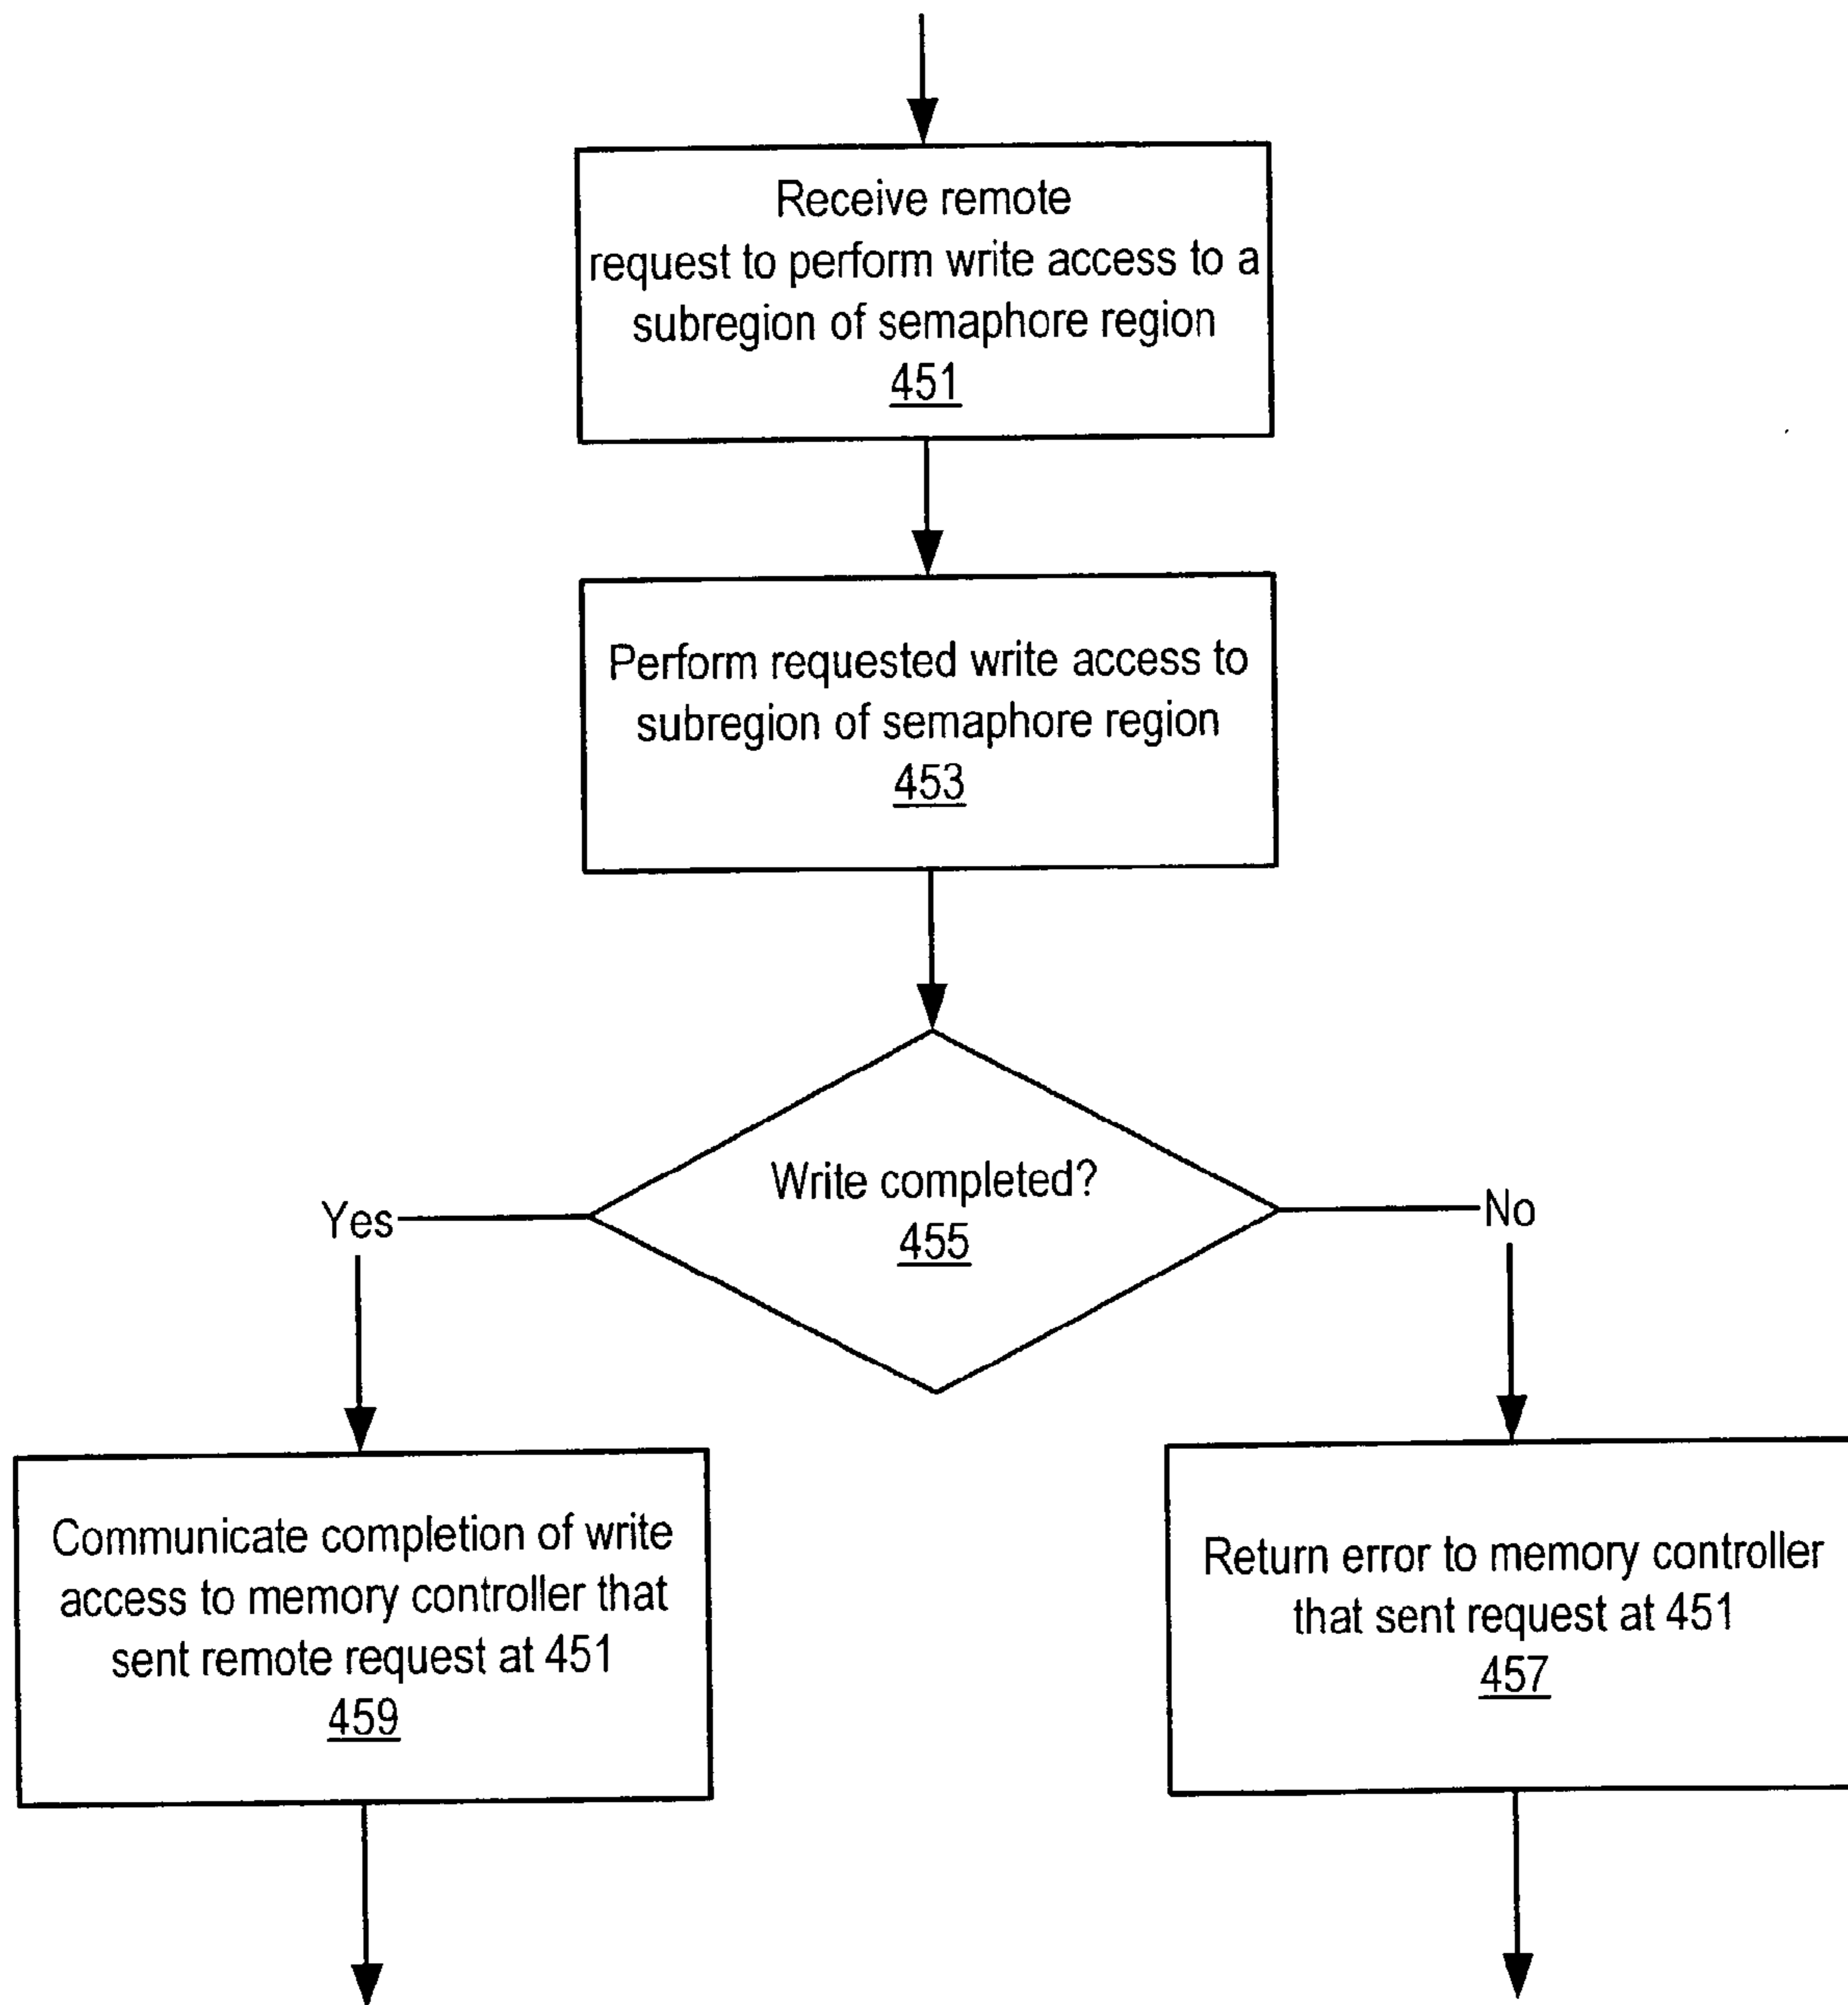 Receive remote
request to perform write access to a
subregion of semaphore region
451
Perform requested write access to
subregion of semaphore region
453
Write completed?
455
Yes
No
Communicate completion of write
access to memory controller that
sent remote request at 451
459
Return error to memory controller
that sent request at 451
457